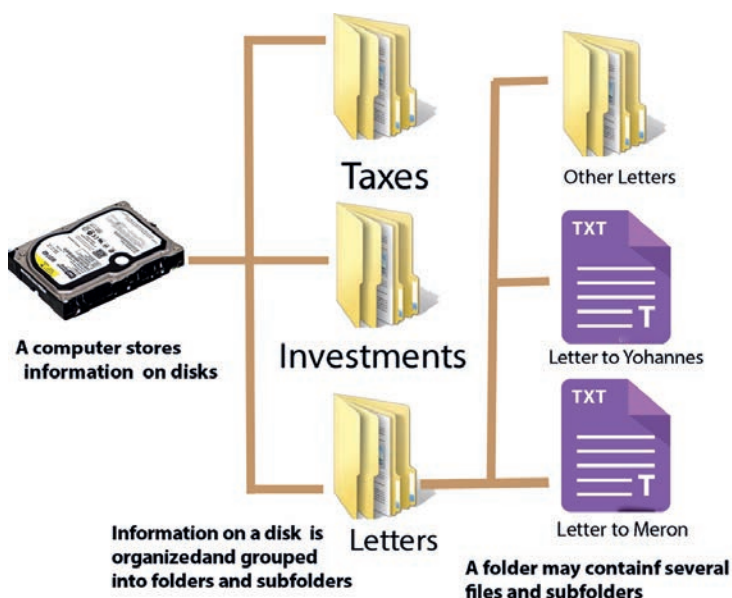 Taxes
Other Letters
TXT
T
Letter to Yohannes
A computer stores
information on disks
Investments
TXT
T
Letter to Meron
Letters
Information on a disk is
organizedand grouped
into folders and subfolders
A folder may containf several
files and subfolders